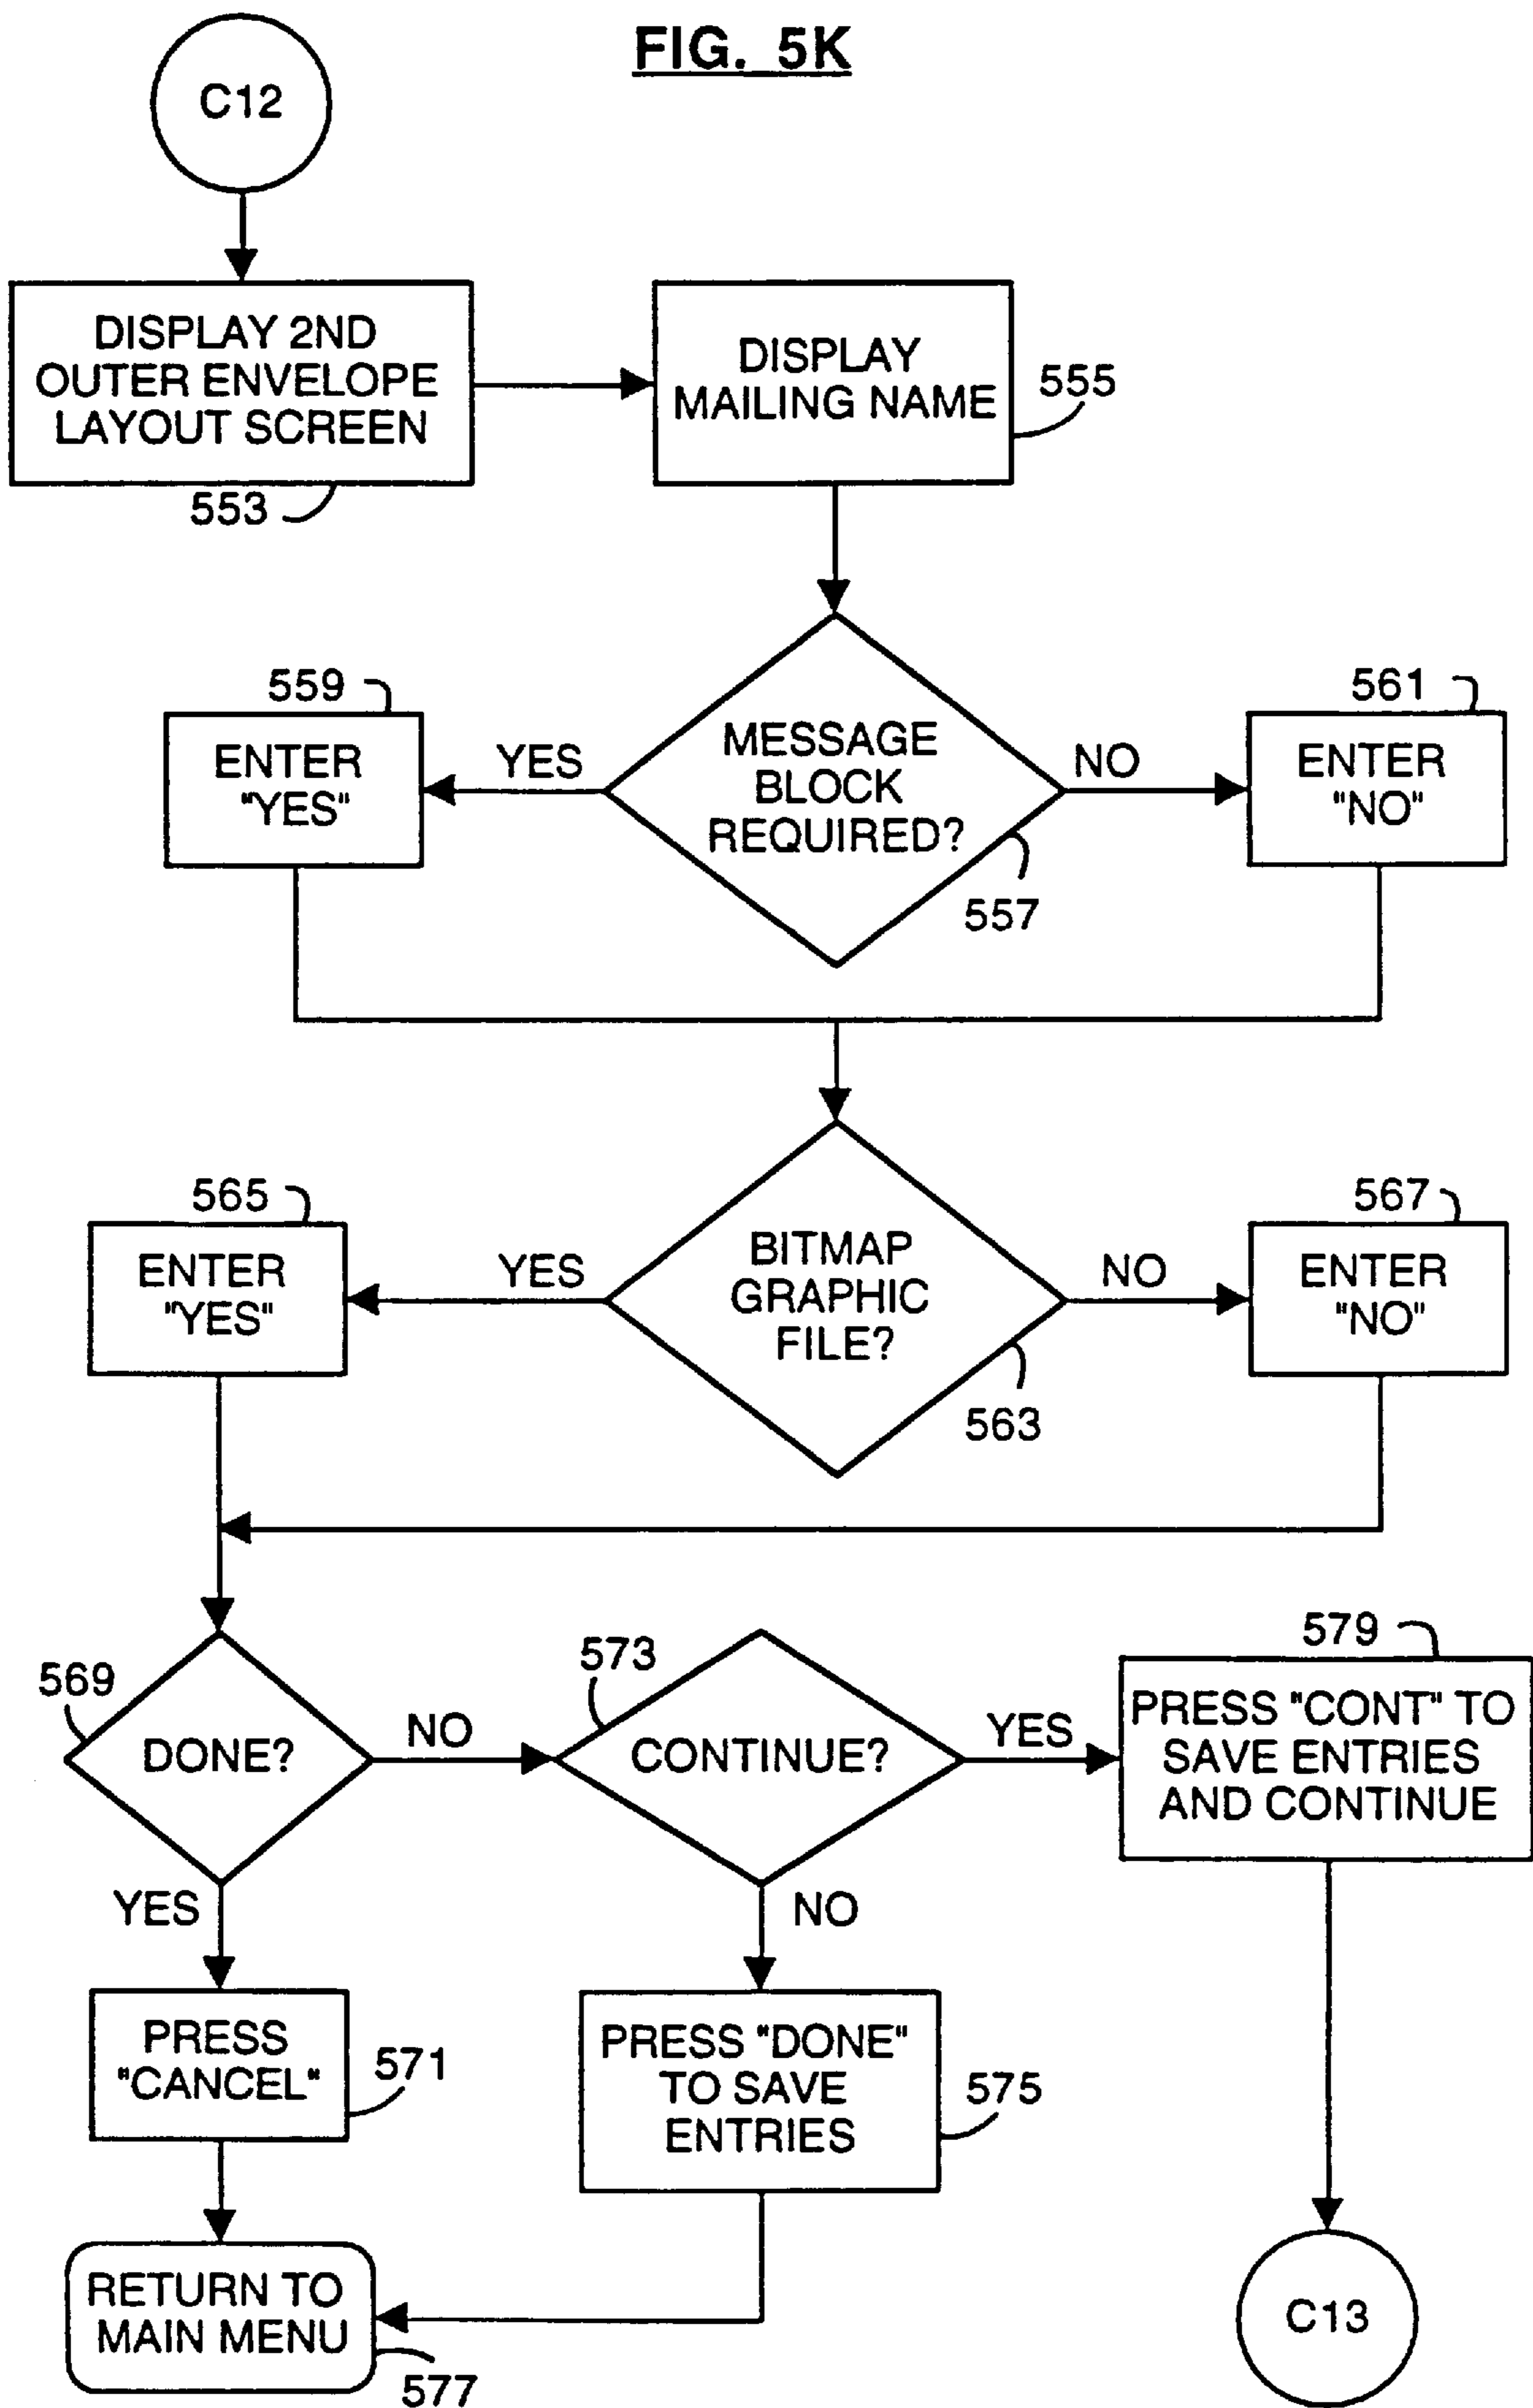 FIG. 5K
C12
DISPLAY 2ND
OUTER ENVELOPE
LAYOUT SCREEN
553
DISPLAY
MAILING NAME
555
559
ENTER
"YES"
YES
MESSAGE
BLOCK
REQUIRED?
557
NO
561
ENTER
"NO"
565
ENTER
"YES"
YES
BITMAP
GRAPHIC
FILE?
563
NO
567
ENTER
"NO"
569
DONE?
NO
573
CONTINUE?
YES
579
PRESS "CONT" TO
SAVE ENTRIES
AND CONTINUE
YES
NO
PRESS
"CANCEL"
571
PRESS "DONE"
TO SAVE
ENTRIES
575
RETURN TO
MAIN MENU
577
C13